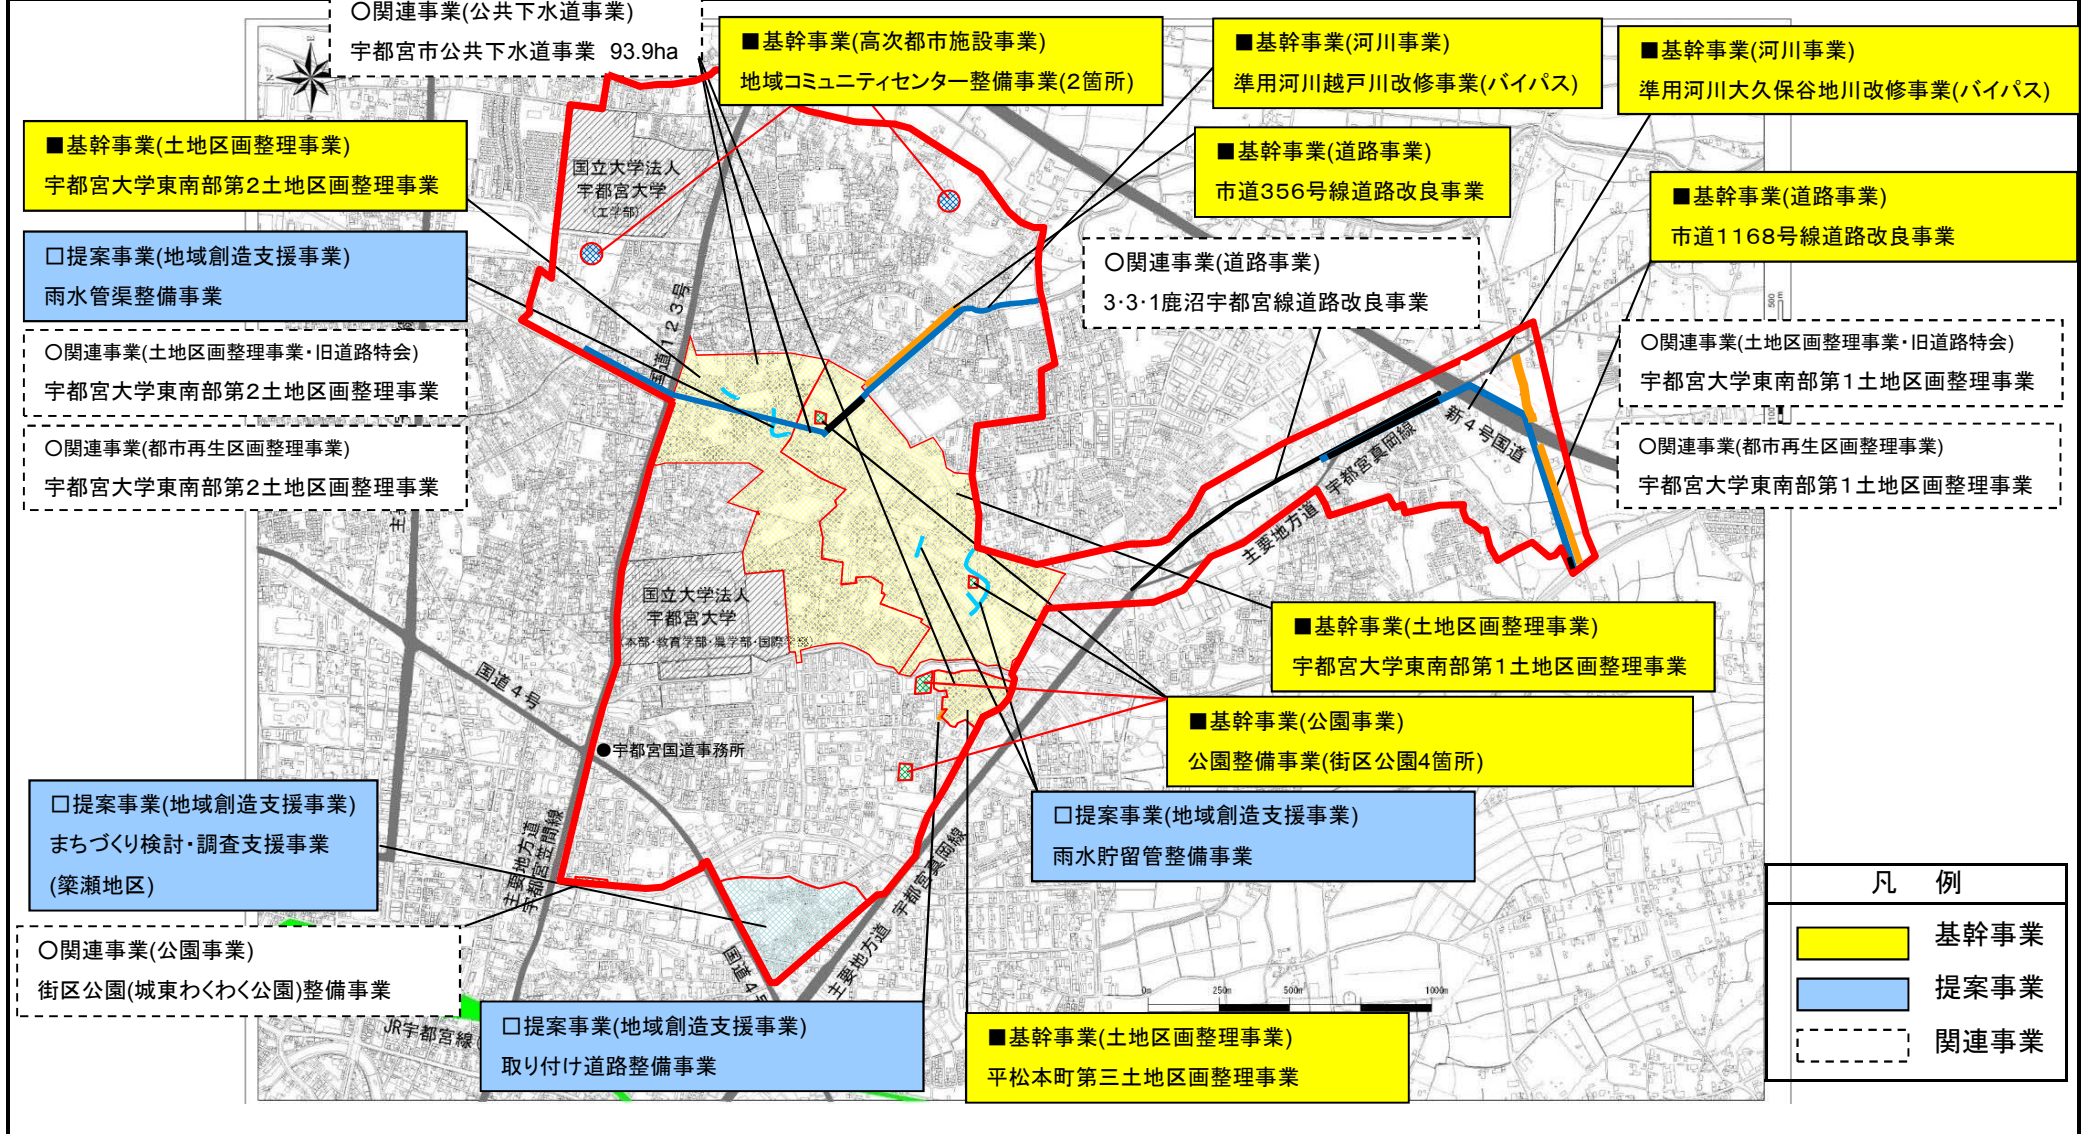 ○関連事業(公共下水道事業)
宇都宮市公共下水道事業 93.9ha
■基幹事業(高次都市施設事業)
地域コミュニティセンター整備事業(2箇所)
■基幹事業(河川事業)
準用河川越戸川改修事業(バイパス)
■基幹事業(河川事業)
準用河川大久保谷地川改修事業(バイパス)
■基幹事業(土地区画整理事業)
宇都宮大学東南部第2土地区画整理事業
■基幹事業(道路事業)
市道356号線道路改良事業
■基幹事業(道路事業)
市道1168号線道路改良事業
国立大学法人
宇都宮大学
(工学部)
□提案事業(地域創造支援事業)
雨水管渠整備事業
○関連事業(道路事業)
3・3・1鹿沼宇都宮線道路改良事業
国道123号
500m
○関連事業(土地区画整理事業・旧道路特会)
宇都宮大学東南部第2土地区画整理事業
○関連事業(土地区画整理事業・旧道路特会)
宇都宮大学東南部第1土地区画整理事業
○関連事業(都市再生区画整理事業)
宇都宮大学東南部第2土地区画整理事業
○関連事業(都市再生区画整理事業)
宇都宮大学東南部第1土地区画整理事業
新4号国道
主要地方道 宇都宮真岡線
国立大学法人
宇都宮大学
(本部・教育学部・農学部・国際学部)
■基幹事業(土地区画整理事業)
宇都宮大学東南部第1土地区画整理事業
国道4号
●宇都宮国道事務所
■基幹事業(公園事業)
公園整備事業(街区公園4箇所)
□提案事業(地域創造支援事業)
まちづくり検討・調査支援事業
(簗瀬地区)
□提案事業(地域創造支援事業)
雨水貯留管整備事業
主要地方道
宇都宮笠間線
主要地方道 宇都宮真岡線
国道4号
○関連事業(公園事業)
街区公園(城東わくわく公園)整備事業
JR宇都宮線
□提案事業(地域創造支援事業)
取り付け道路整備事業
0m 250m 500m 1000m
■基幹事業(土地区画整理事業)
平松本町第三土地区画整理事業
凡 例
基幹事業
提案事業
関連事業